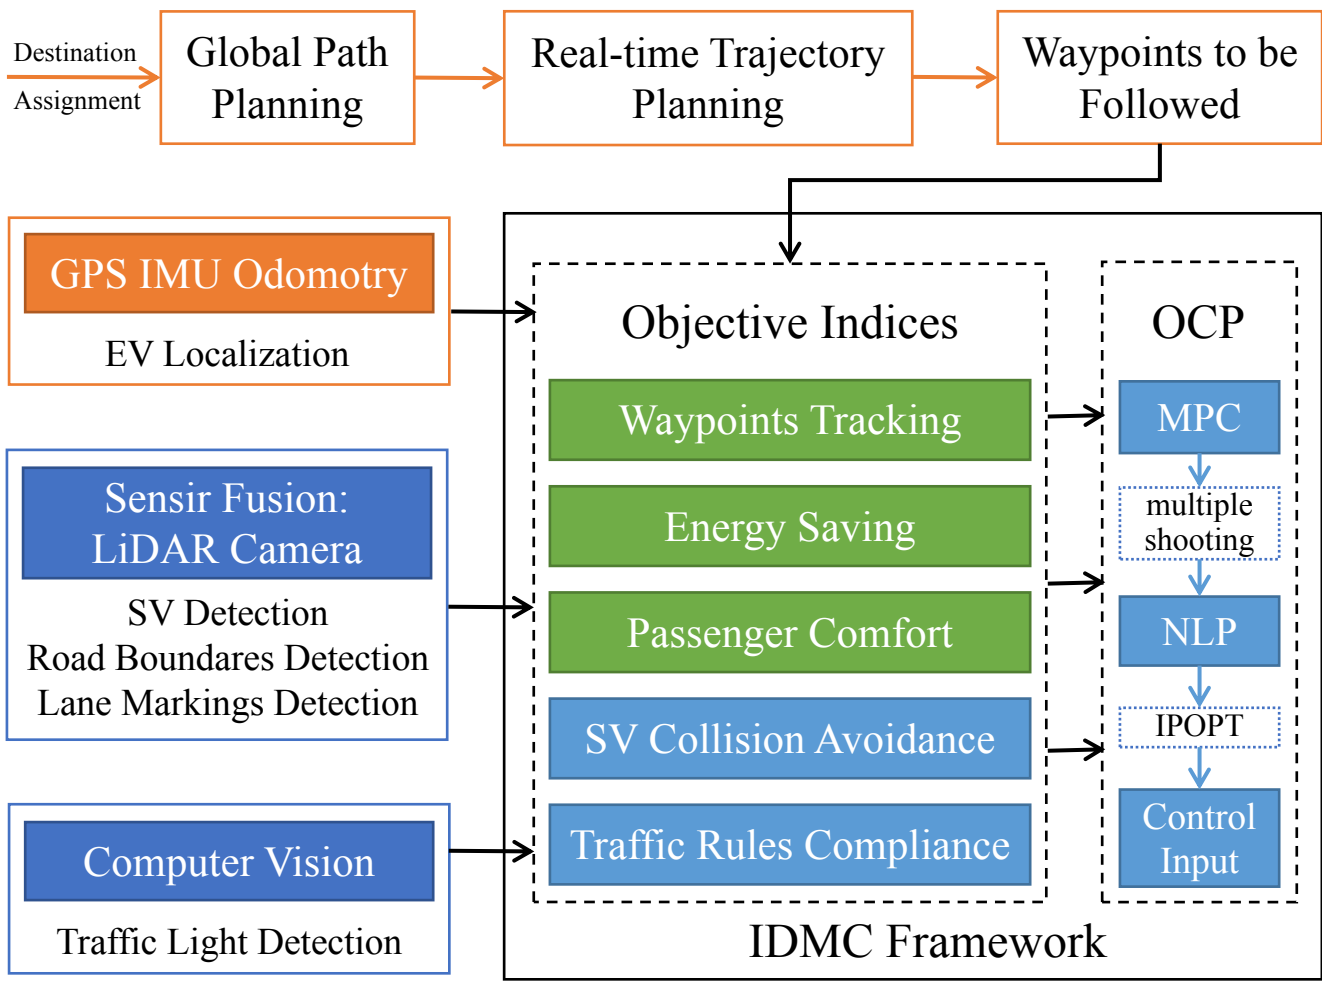 Destination
Assignment
Global Path
Planning
Real-time Trajectory
Planning
Waypoints to be
Followed
GPS IMU Odomotry
EV Localization
Sensir Fusion:
LiDAR Camera
SV Detection
Road Boundares Detection
Lane Markings Detection
Computer Vision
Traffic Light Detection
Objective Indices
Waypoints Tracking
Energy Saving
Passenger Comfort
SV Collision Avoidance
Traffic Rules Compliance
OCP
MPC
multiple
shooting
NLP
IPOPT
Control
Input
IDMC Framework